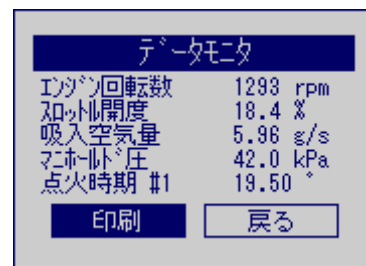 データモニタ
エンジン回転数 1293 rpm
スロットル開度 18.4 %
吸入空気量 5.96 g/s
マニホールド圧 42.0 kPa
点火時期 #1 19.50 °
印刷 戻る